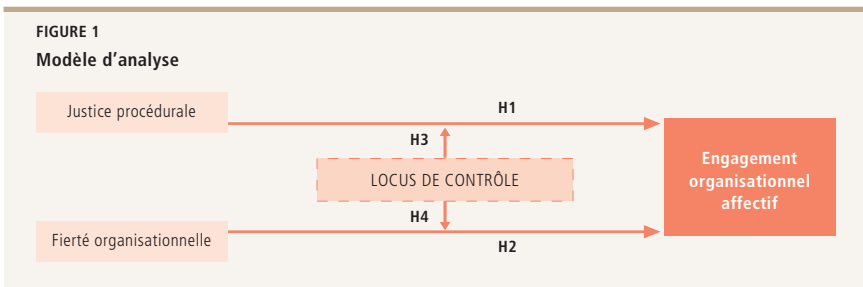 FIGURE 1
Modèle d’analyse
Justice procédurale
H1
H3
LOCUS DE CONTRÔLE
Engagement
organisationnel
affectif
H4
Fierté organisationnelle
H2